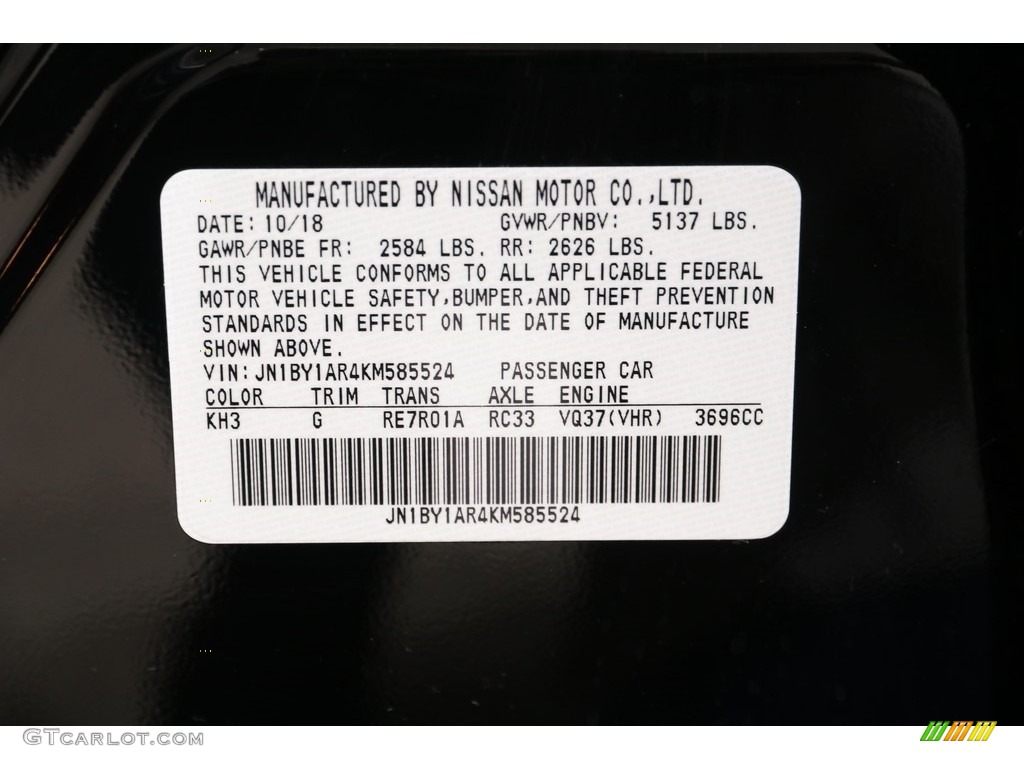 MANUFACTURED BY NISSAN MOTOR CO.,LTD.
DATE: 10/18 GVWR/PNBV: 5137 LBS.
GAWR/PNBE FR: 2584 LBS. RR: 2626 LBS.
THIS VEHICLE CONFORMS TO ALL APPLICABLE FEDERAL
MOTOR VEHICLE SAFETY,BUMPER,AND THEFT PREVENTION
STANDARDS IN EFFECT ON THE DATE OF MANUFACTURE
SHOWN ABOVE.
VIN:JN1BY1AR4KM585524 PASSENGER CAR
COLOR TRIM TRANS AXLE ENGINE
KH3 G RE7R01A RC33 VQ37(VHR) 3696CC
JN1BY1AR4KM585524
GTCARLOT.COM